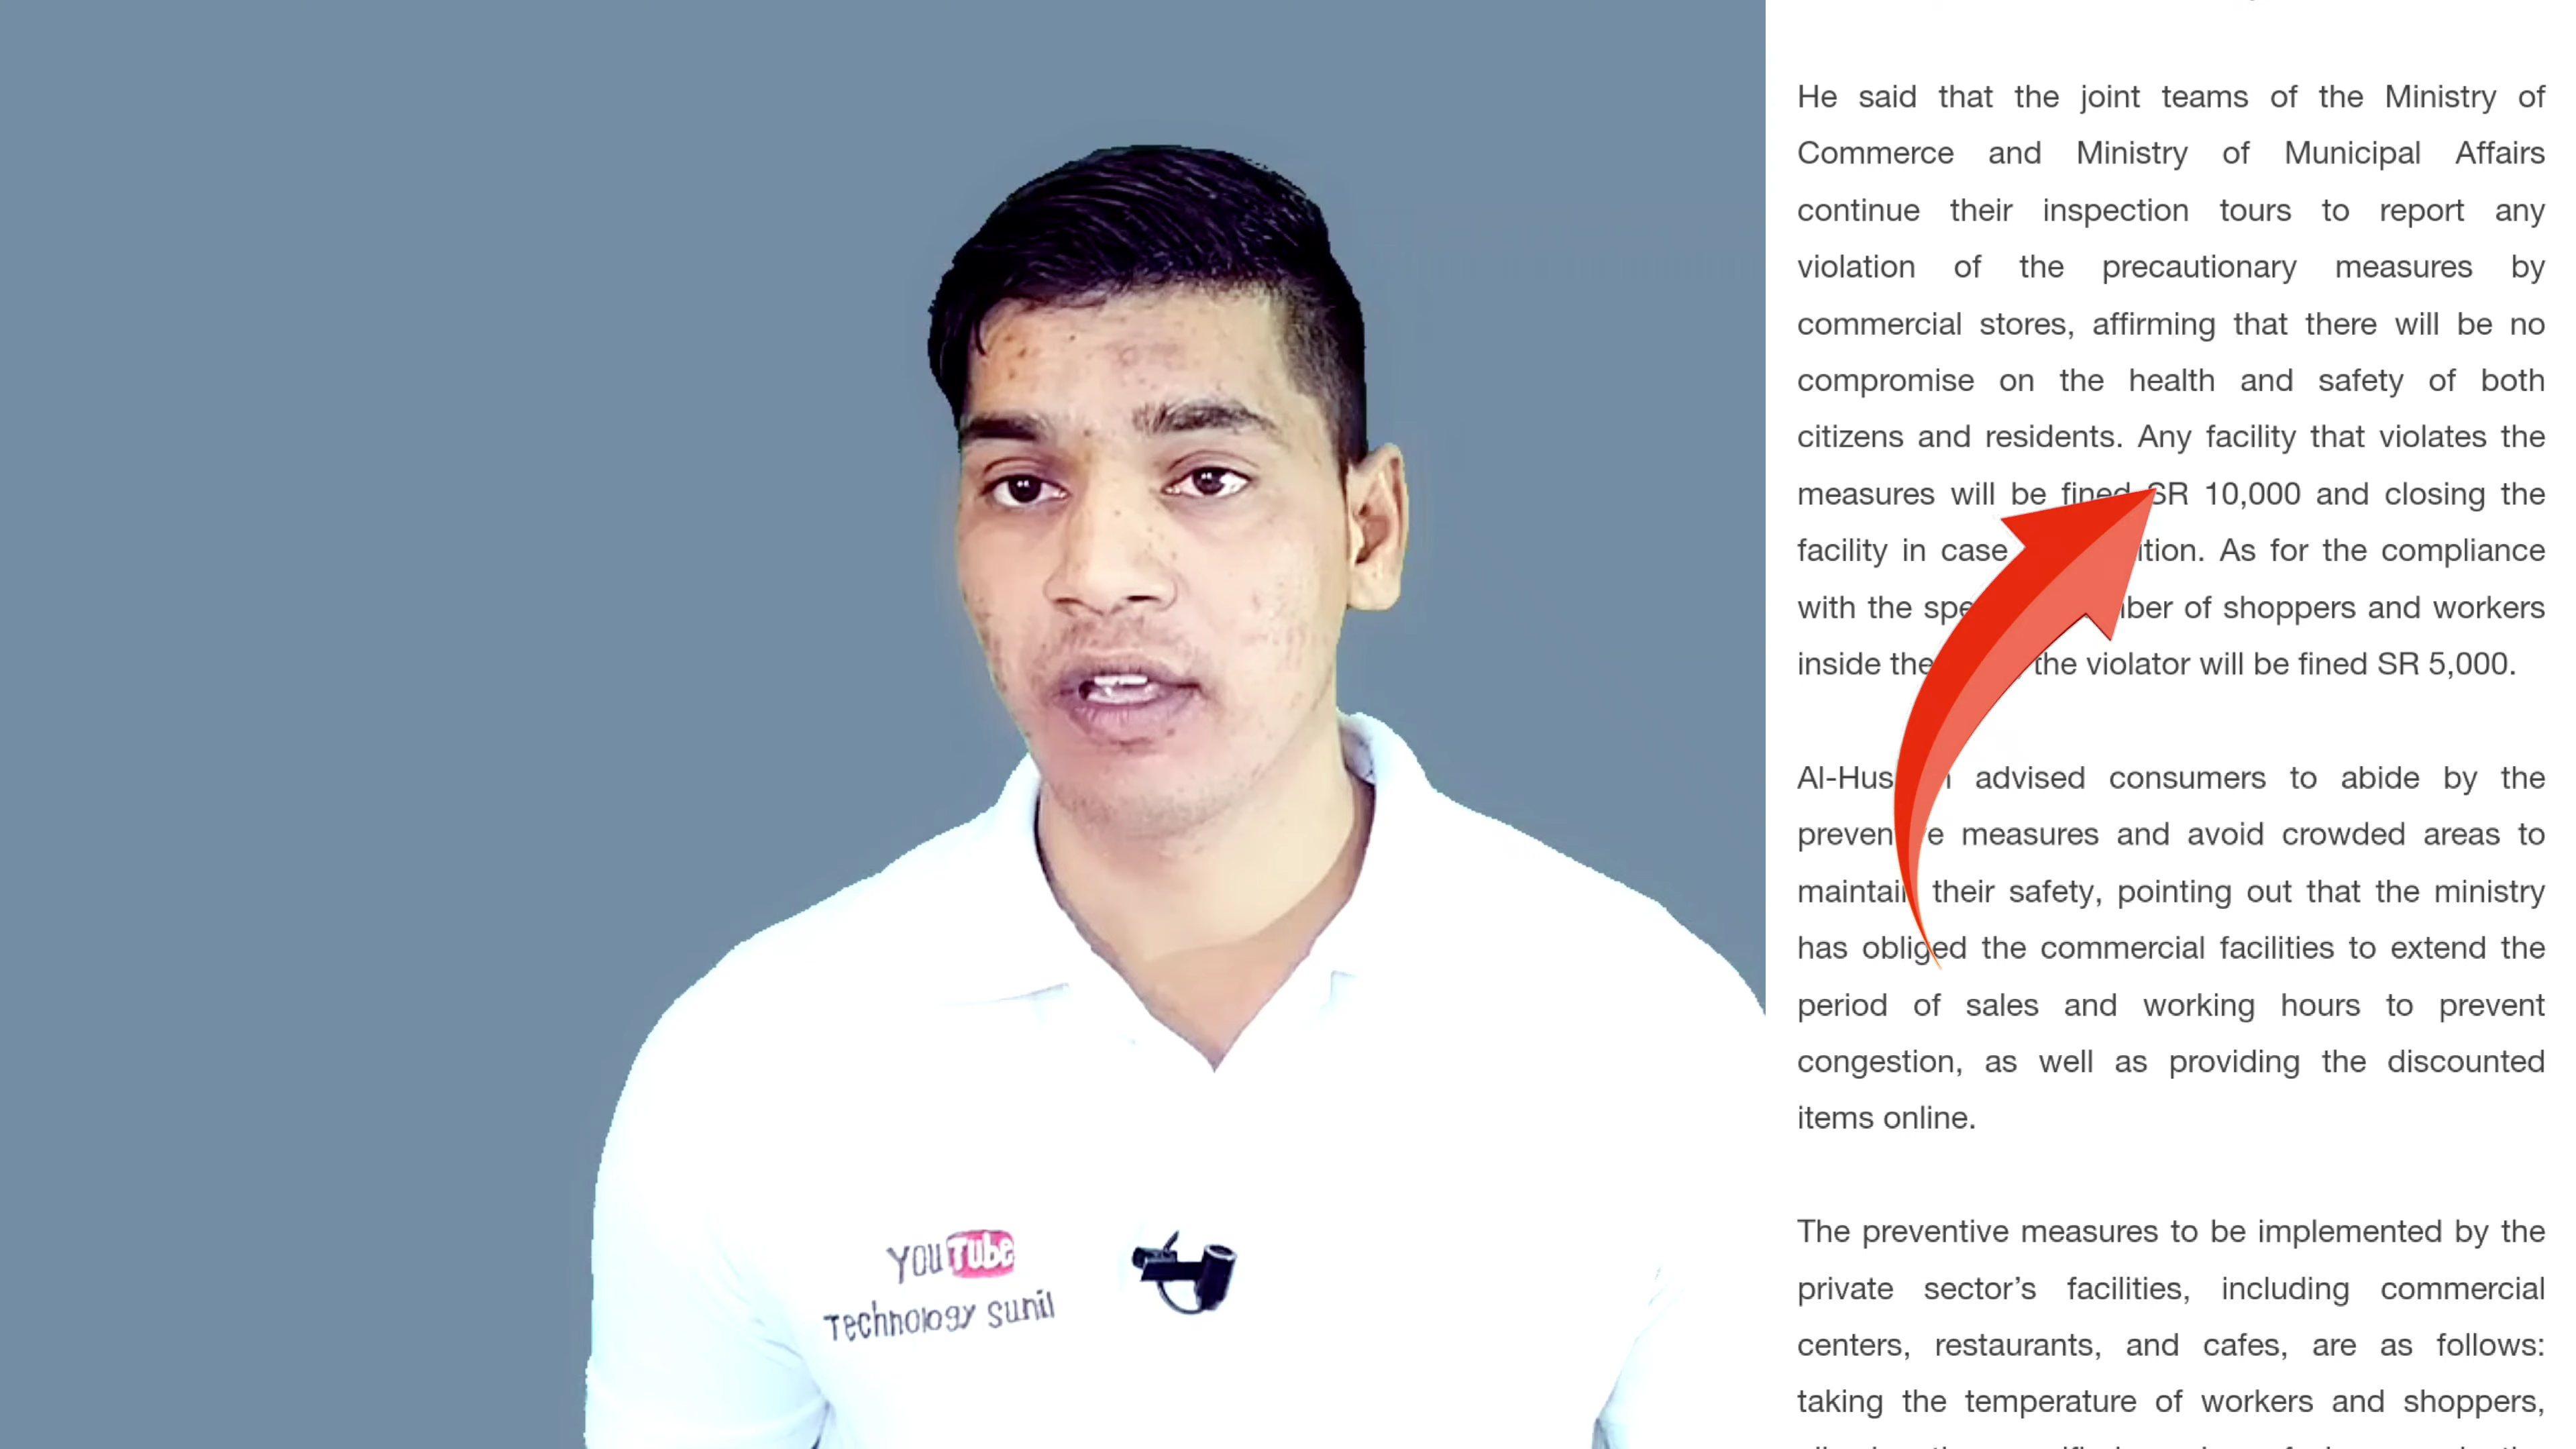 He said that the joint teams of the Ministry of
Commerce and Ministry of Municipal Affairs
continue their inspection tours to report any
violation of the precautionary measures by
commercial stores, affirming that there will be no
compromise on the health and safety of both
citizens and residents. Any facility that violates the
measures will be fined SR 10,000 and closing the
facility in case ition. As for the compliance
with the spe ber of shoppers and workers
inside the the violator will be fined SR 5,000.
Al-Hus advised consumers to abide by the
preven e measures and avoid crowded areas to
maintain their safety, pointing out that the ministry
has obliged the commercial facilities to extend the
period of sales and working hours to prevent
congestion, as well as providing the discounted
items online.
The preventive measures to be implemented by the
private sector's facilities, including commercial
centers, restaurants, and cafes, are as follows:
taking the temperature of workers and shoppers,
YouTube
Technology Sunil